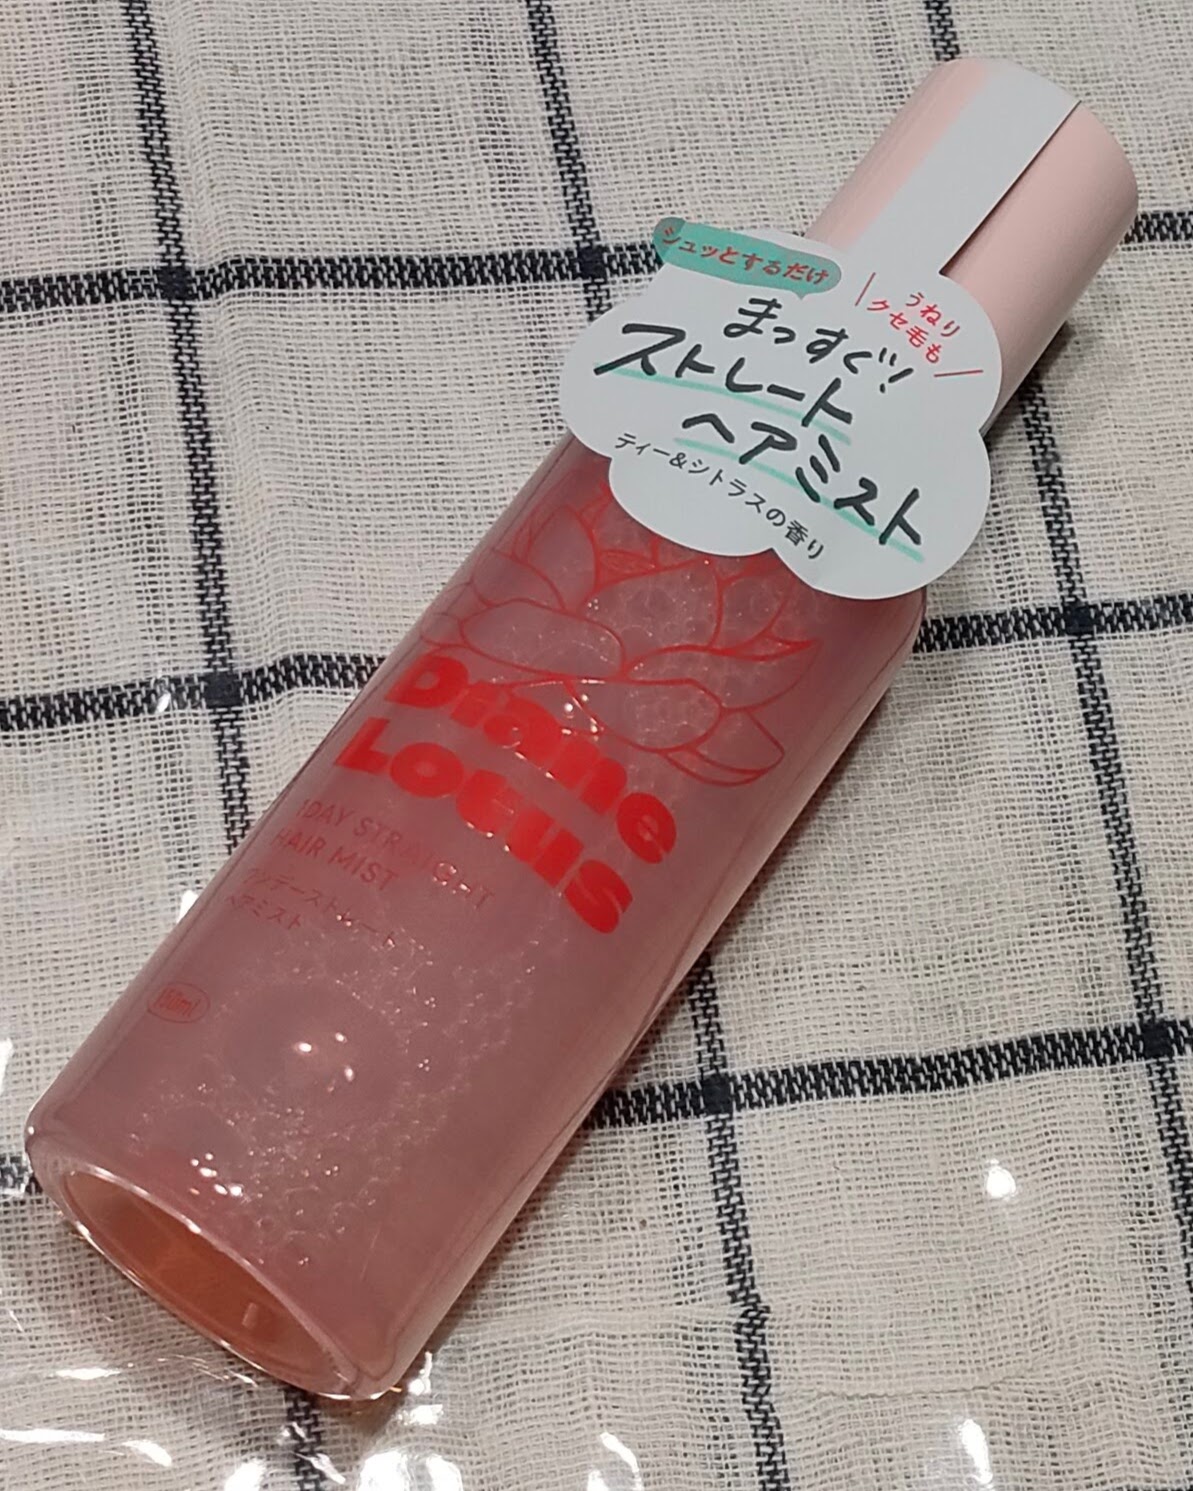 シュッとするだけ
うねり
クセ毛も
まっすぐ!
ストレート
ヘアミスト
ティー&シトラスの香り
Diane
Lotus
1DAY STRAIGHT
HAIR MIST
ワンデーストレート
ヘアミスト
150ml